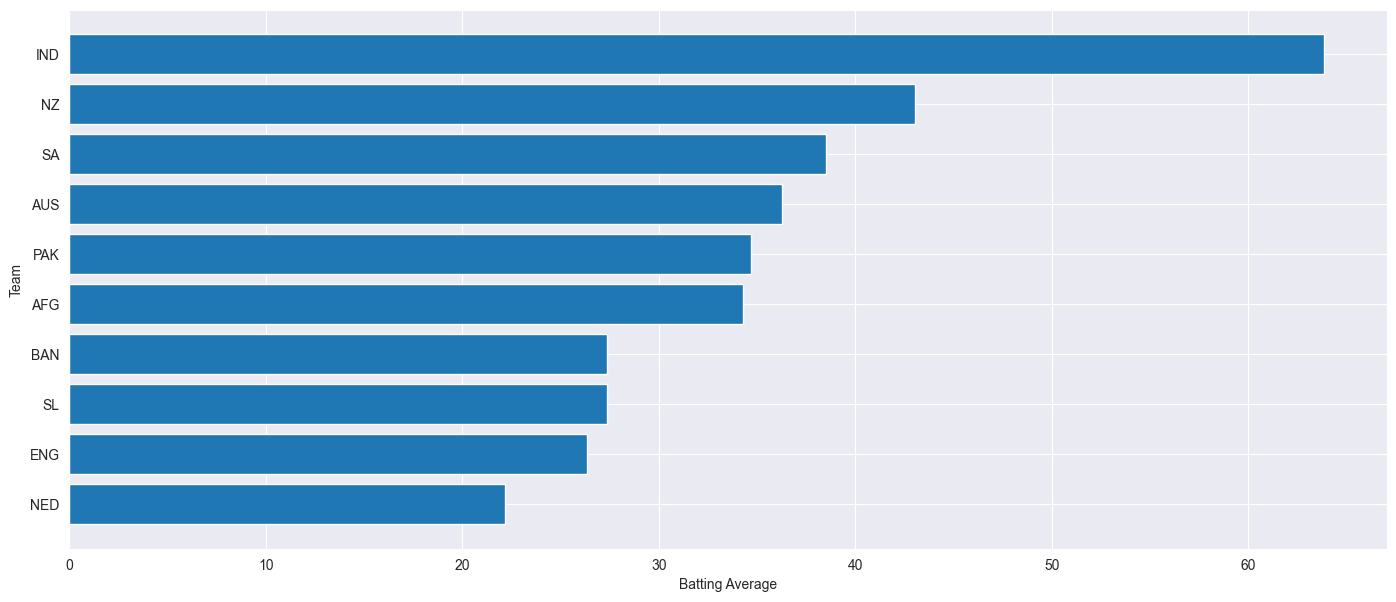 IND
NZ
SA
AUS
PAK
AFG
BAN
SL
ENG
NED
Team
0 10 20 30 40 50 60
Batting Average